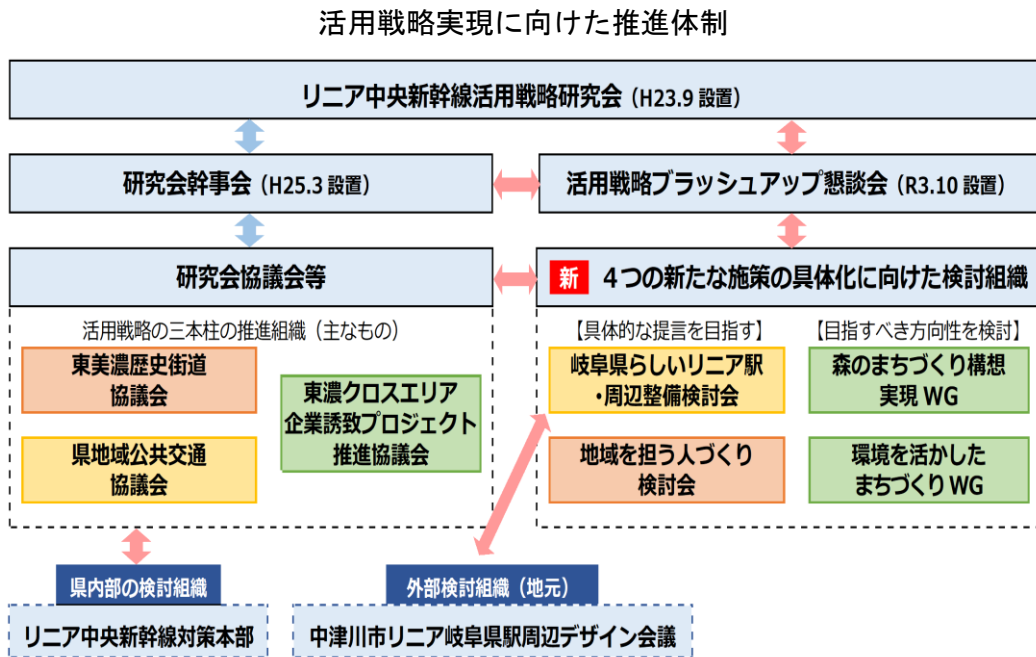 活用戦略実現に向けた推進体制
リニア中央新幹線活用戦略研究会（H23.9 設置）
研究会幹事会（H25.3 設置）
活用戦略ブラッシュアップ懇談会（R3.10 設置）
研究会協議会等
新 ４つの新たな施策の具体化に向けた検討組織
活用戦略の三本柱の推進組織（主なもの）
東美濃歴史街道
協議会
県地域公共交通
協議会
東濃クロスエリア
企業誘致プロジェクト
推進協議会
【具体的な提言を目指す】
岐阜県らしいリニア駅
・周辺整備検討会
地域を担う人づくり
検討会
【目指すべき方向性を検討】
森のまちづくり構想
実現 WG
環境を活かした
まちづくり WG
県内部の検討組織
リニア中央新幹線対策本部
外部検討組織（地元）
中津川市リニア岐阜県駅周辺デザイン会議